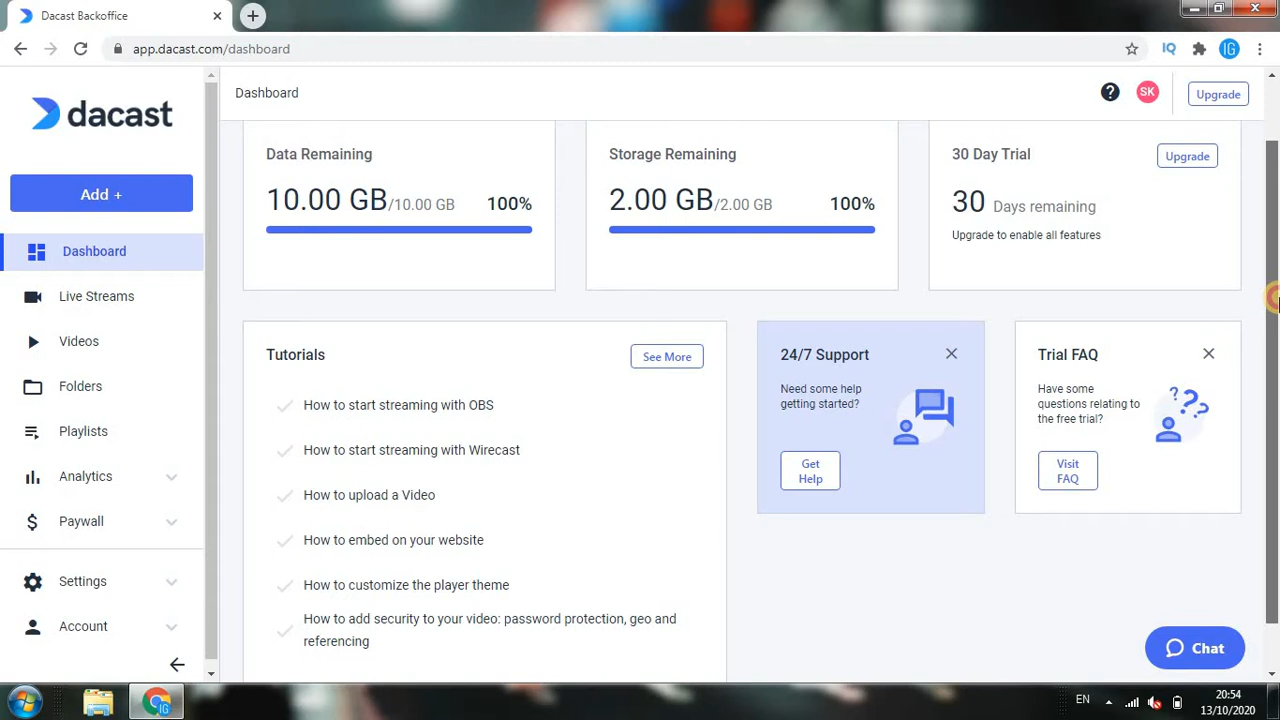 Dacast Backoffice
app.dacast.com/dashboard
IQ
IG
dacast
Dashboard
?
SK
Upgrade
Add +
Dashboard
Live Streams
Videos
Folders
Playlists
Analytics
Paywall
Settings
Account
Data Remaining
10.00 GB/10.00 GB 100%
Storage Remaining
2.00 GB/2.00 GB 100%
30 Day Trial
Upgrade
30 Days remaining
Upgrade to enable all features
Tutorials
See More
How to start streaming with OBS
How to start streaming with Wirecast
How to upload a Video
How to embed on your website
How to customize the player theme
How to add security to your video: password protection, geo and
referencing
24/7 Support
Need some help
getting started?
Get
Help
Trial FAQ
Have some
questions relating to
the free trial?
???
Visit
FAQ
Chat
IG
EN
20:54
13/10/2020